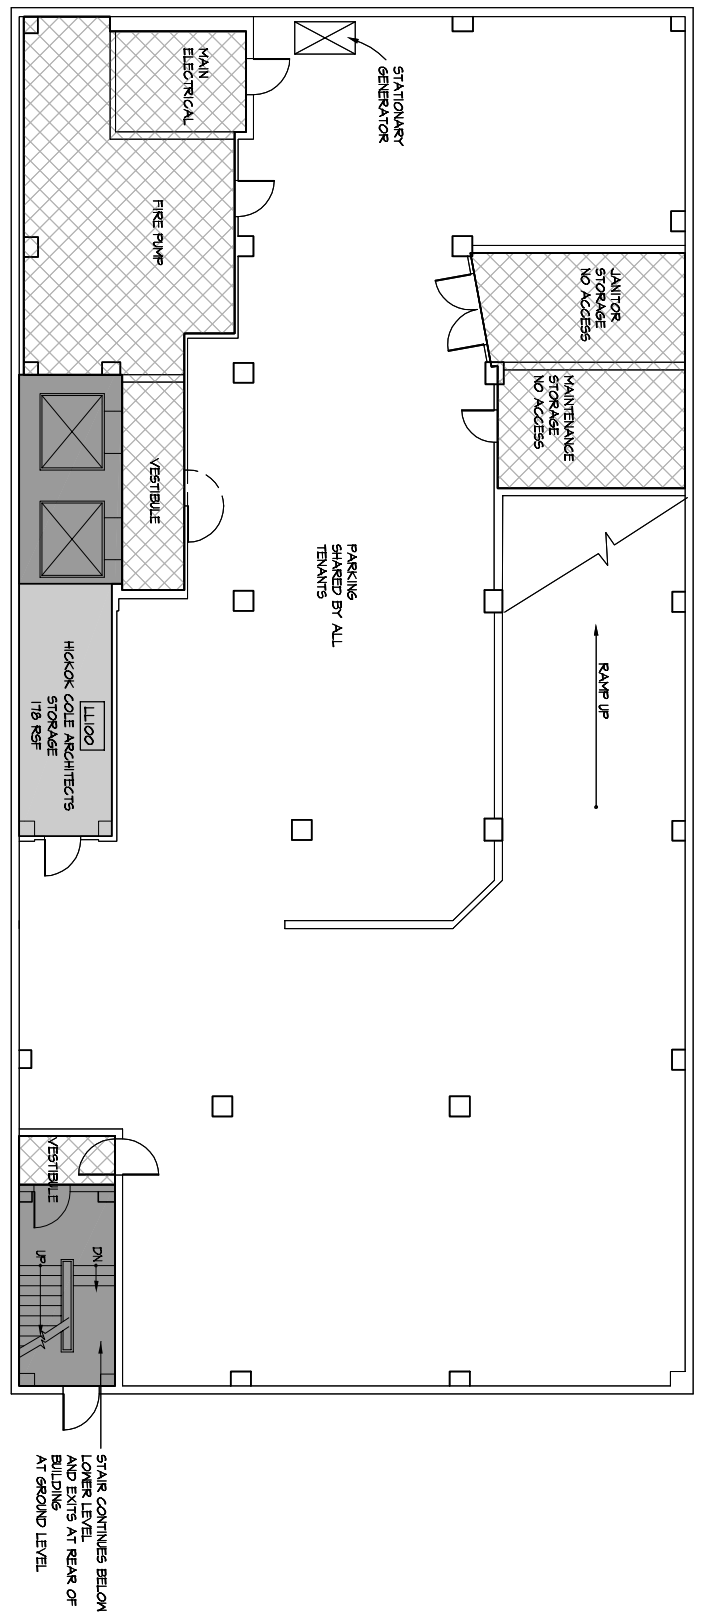 MAIN
ELECTRICAL
STATIONARY
GENERATOR
FIRE PUMP
JANITOR
STORAGE
NO ACCESS
MAINTENANCE
STORAGE
NO ACCESS
VESTIBULE
PARKING
SHARED BY ALL
TENANTS
RAMP UP
LL100
HICKOK COLE ARCHITECTS
STORAGE
178 RSF
VESTIBULE
DN
UP
STAIR CONTINUES BELOW
LOWER LEVEL
AND EXITS AT REAR OF
BUILDING
AT GROUND LEVEL